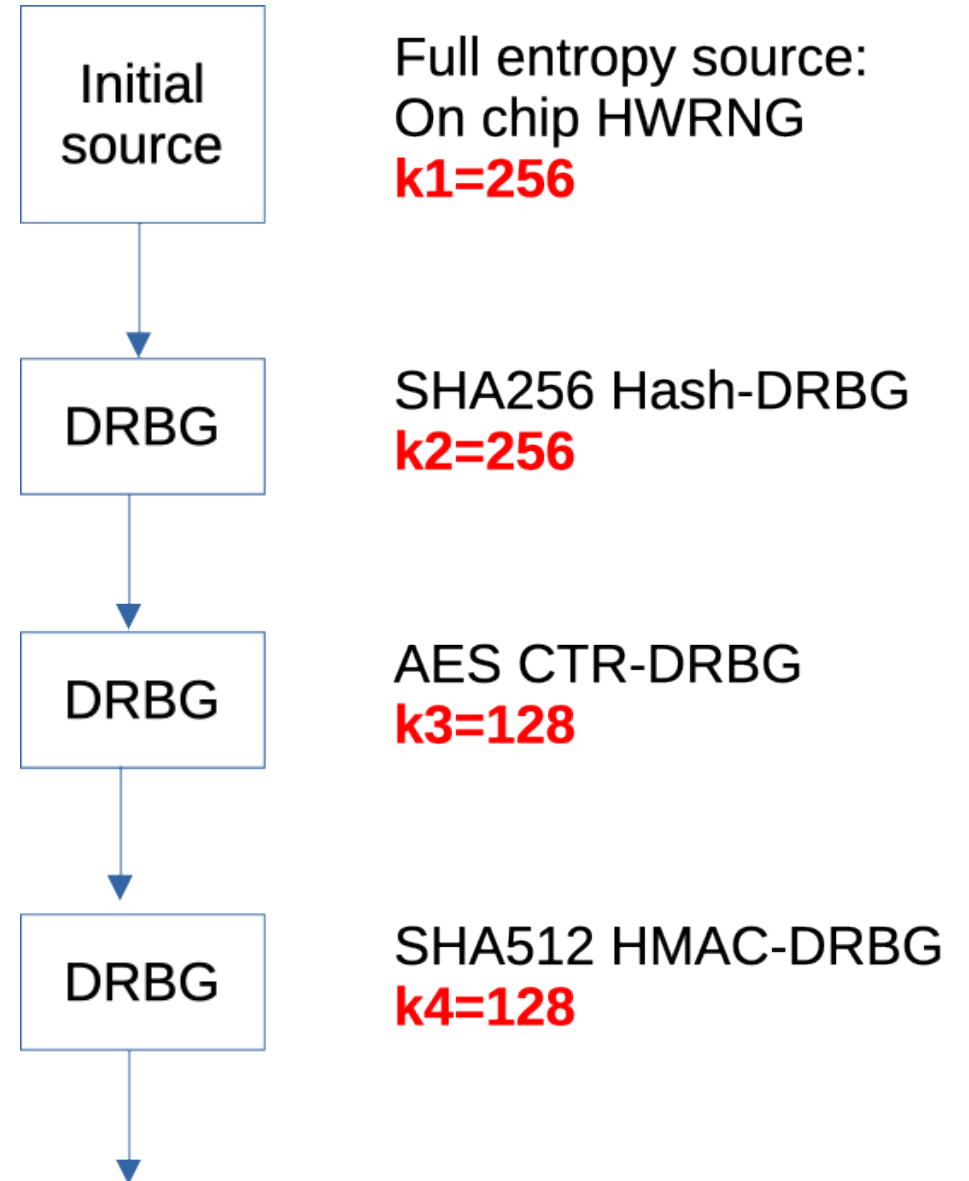 Initial
source
Full entropy source:
On chip HWRNG
k1=256
DRBG
SHA256 Hash-DRBG
k2=256
DRBG
AES CTR-DRBG
k3=128
DRBG
SHA512 HMAC-DRBG
k4=128